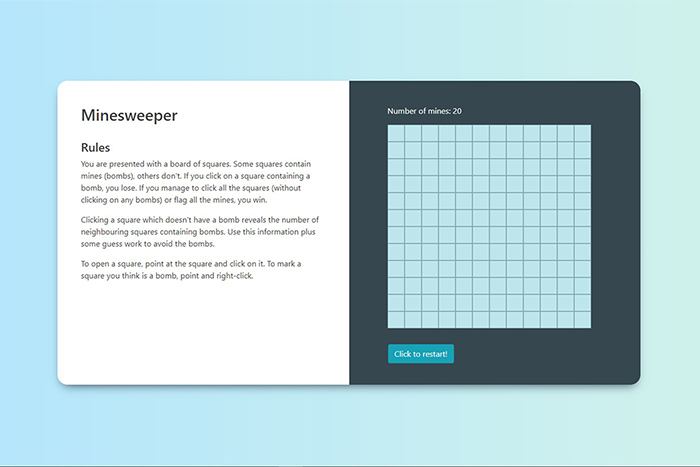 Minesweeper
Rules
You are presented with a board of squares. Some squares contain
mines (bombs), others don't. If you click on a square containing a
bomb, you lose. If you manage to click all the squares (without
clicking on any bombs) or flag all the mines, you win.
Clicking a square which doesn't have a bomb reveals the number of
neighbouring squares containing bombs. Use this information plus
some guess work to avoid the bombs.
To open a square, point at the square and click on it. To mark a
square you think is a bomb, point and right-click.
Number of mines: 20
Click to restart!